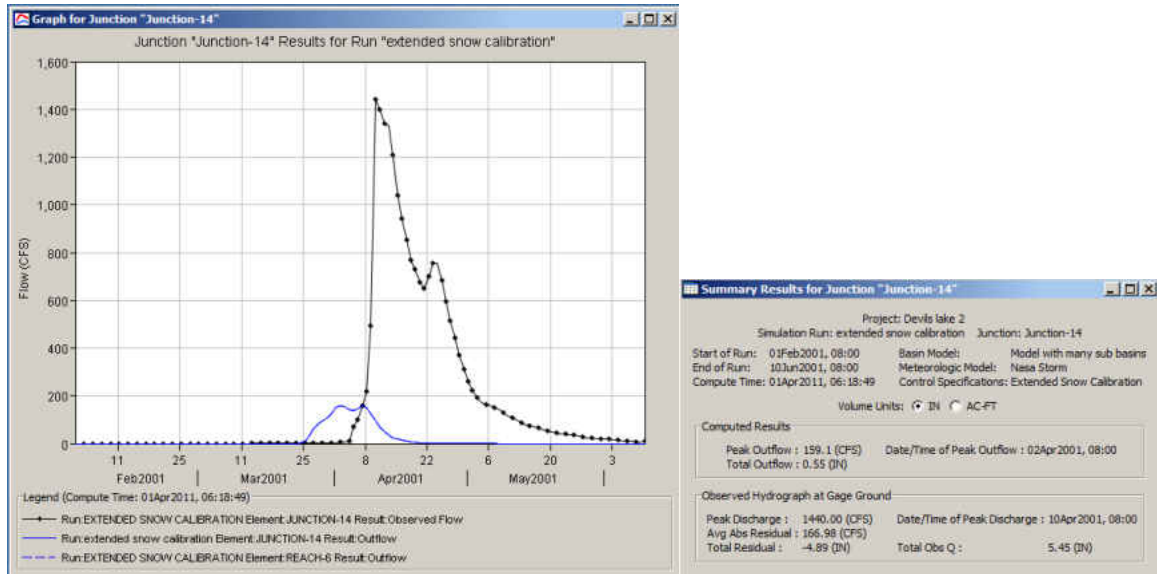 Graph for Junction "Junction-14"
Junction "Junction-14" Results for Run "extended snow calibration"
1,600
1,400
1,200
1,000
800
600
400
200
0
Flow (CFS)
11 25 11 25 8 22 6 20 3
Feb2001 Mar2001 Apr2001 May2001
Legend (Compute Time: 01Apr2011, 06:18:49)
Run:EXTENDED SNOW CALIBRATION Element:JUNCTION-14 Result:Observed Flow
Run:extended snow calibration Element:JUNCTION-14 Result:Outflow
Run:EXTENDED SNOW CALIBRATION Element:REACH-6 Result:Outflow
Summary Results for Junction "Junction-14"
Project: Devils lake 2
Simulation Run: extended snow calibration Junction: Junction-14
Start of Run: 01Feb2001, 08:00 Basin Model: Model with many sub basins
End of Run: 10Jun2001, 08:00 Meteorologic Model: Nasa Storm
Compute Time: 01Apr2011, 06:18:49 Control Specifications: Extended Snow Calibration
Volume Units: IN AC-FT
Computed Results
Peak Outflow : 159.1 (CFS) Date/Time of Peak Outflow : 02Apr2001, 08:00
Total Outflow : 0.55 (IN)
Observed Hydrograph at Gage Ground
Peak Discharge : 1440.00 (CFS) Date/Time of Peak Discharge : 10Apr2001, 08:00
Avg Abs Residual : 166.98 (CFS)
Total Residual : -4.89 (IN) Total Obs Q : 5.45 (IN)